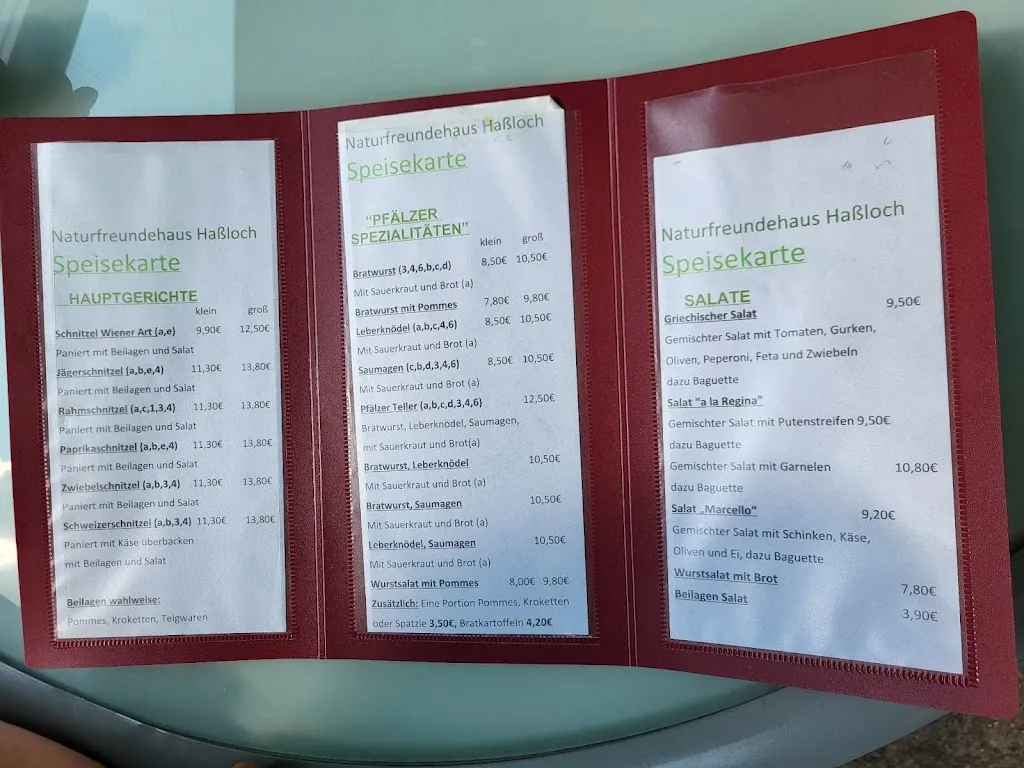 Naturfreundehaus Haßloch
Speisekarte
HAUPTGERICHTE
klein groß
Schnitzel Wiener Art (a,e) 9,90€ 12,50€
Paniert mit Beilagen und Salat
Jägerschnitzel (a,b,e,4) 11,30€ 13,80€
Paniert mit Beilagen und Salat
Rahmschnitzel (a,c,1,3,4) 11,30€ 13,80€
Paniert mit Beilagen und Salat
Paprikaschnitzel (a,b,e,4) 11,30€ 13,80€
Paniert mit Beilagen und Salat
Zwiebelschnitzel (a,b,3,4) 11,30€ 13,80€
Paniert mit Beilagen und Salat
Schweizerschnitzel (a,b,3,4) 11,30€ 13,80€
Paniert mit Käse überbacken
mit Beilagen und Salat
Beilagen wahlweise:
Pommes, Kroketten, Teigwaren
Naturfreundehaus Haßloch
Speisekarte
“PFÄLZER
SPEZIALITÄTEN”
klein groß
Bratwurst (3,4,6,b,c,d) 8,50€ 10,50€
Mit Sauerkraut und Brot (a)
Bratwurst mit Pommes 7,80€ 9,80€
Leberknödel (a,b,c,4,6) 8,50€ 10,50€
Mit Sauerkraut und Brot (a)
Saumagen (c,b,d,3,4,6) 8,50€ 10,50€
Mit Sauerkraut und Brot (a)
Pfälzer Teller (a,b,c,d,3,4,6) 12,50€
Bratwurst, Leberknödel, Saumagen,
mit Sauerkraut und Brot(a)
Bratwurst, Leberknödel 10,50€
Mit Sauerkraut und Brot (a)
Bratwurst, Saumagen 10,50€
Mit Sauerkraut und Brot (a)
Leberknödel, Saumagen 10,50€
Mit Sauerkraut und Brot (a)
Wurstsalat mit Pommes 8,00€ 9,80€
Zusätzlich: Eine Portion Pommes, Kroketten
oder Spätzle 3,50€, Bratkartoffeln 4,20€
Naturfreundehaus Haßloch
Speisekarte
SALATE
Griechischer Salat 9,50€
Gemischter Salat mit Tomaten, Gurken,
Oliven, Peperoni, Feta und Zwiebeln
dazu Baguette
Salat “a la Regina”
Gemischter Salat mit Putenstreifen 9,50€
dazu Baguette
Gemischter Salat mit Garnelen 10,80€
dazu Baguette
Salat „Marcello“ 9,20€
Gemischter Salat mit Schinken, Käse,
Oliven und Ei, dazu Baguette
Wurstsalat mit Brot 7,80€
Beilagen Salat 3,90€